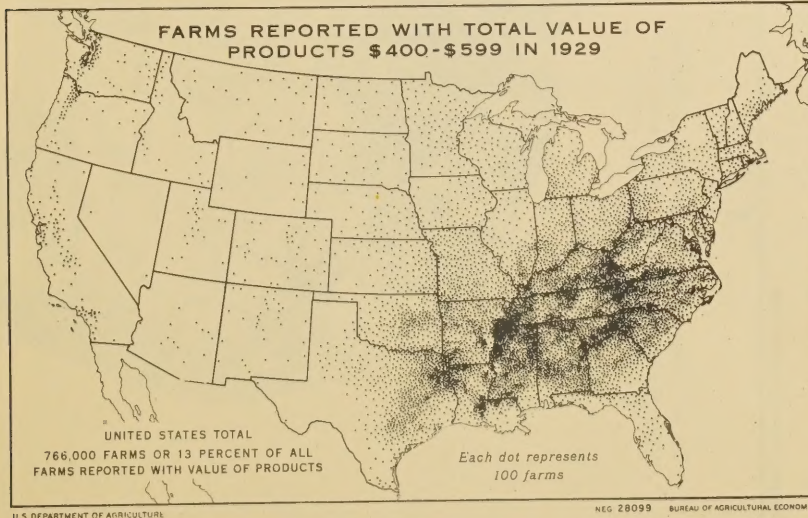 FARMS REPORTED WITH TOTAL VALUE OF
PRODUCTS $400-$599 IN 1929
UNITED STATES TOTAL
766,000 FARMS OR 13 PERCENT OF ALL
FARMS REPORTED WITH VALUE OF PRODUCTS
Each dot represents
100 farms
U.S. DEPARTMENT OF AGRICULTURE
NEG 28099 BUREAU OF AGRICULTURAL ECONOM